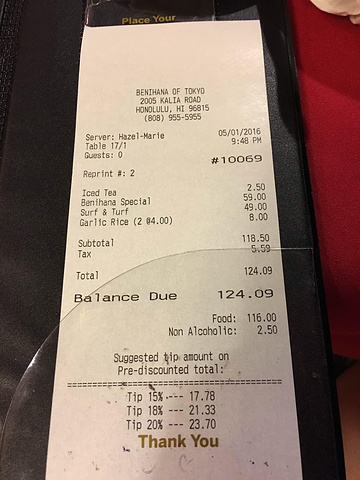 Place Your
BENIHANA OF TOKYO
2005 KALIA ROAD
HONOLULU, HI 96815
(808) 955-5955
Server: Hazel-Marie 05/01/2016
Table 17/1 9:48 PM
Guests: 0 #10069
Reprint #: 2
Iced Tea 2.50
Benihana Special 59.00
Surf & Turf 49.00
Garlic Rice (2 @4.00) 8.00
Subtotal 118.50
Tax 5.59
Total 124.09
Balance Due 124.09
Food: 116.00
Non Alcoholic: 2.50
Suggested tip amount on
Pre-discounted total:
Tip 15% --- 17.78
Tip 18% --- 21.33
Tip 20% --- 23.70
Thank You